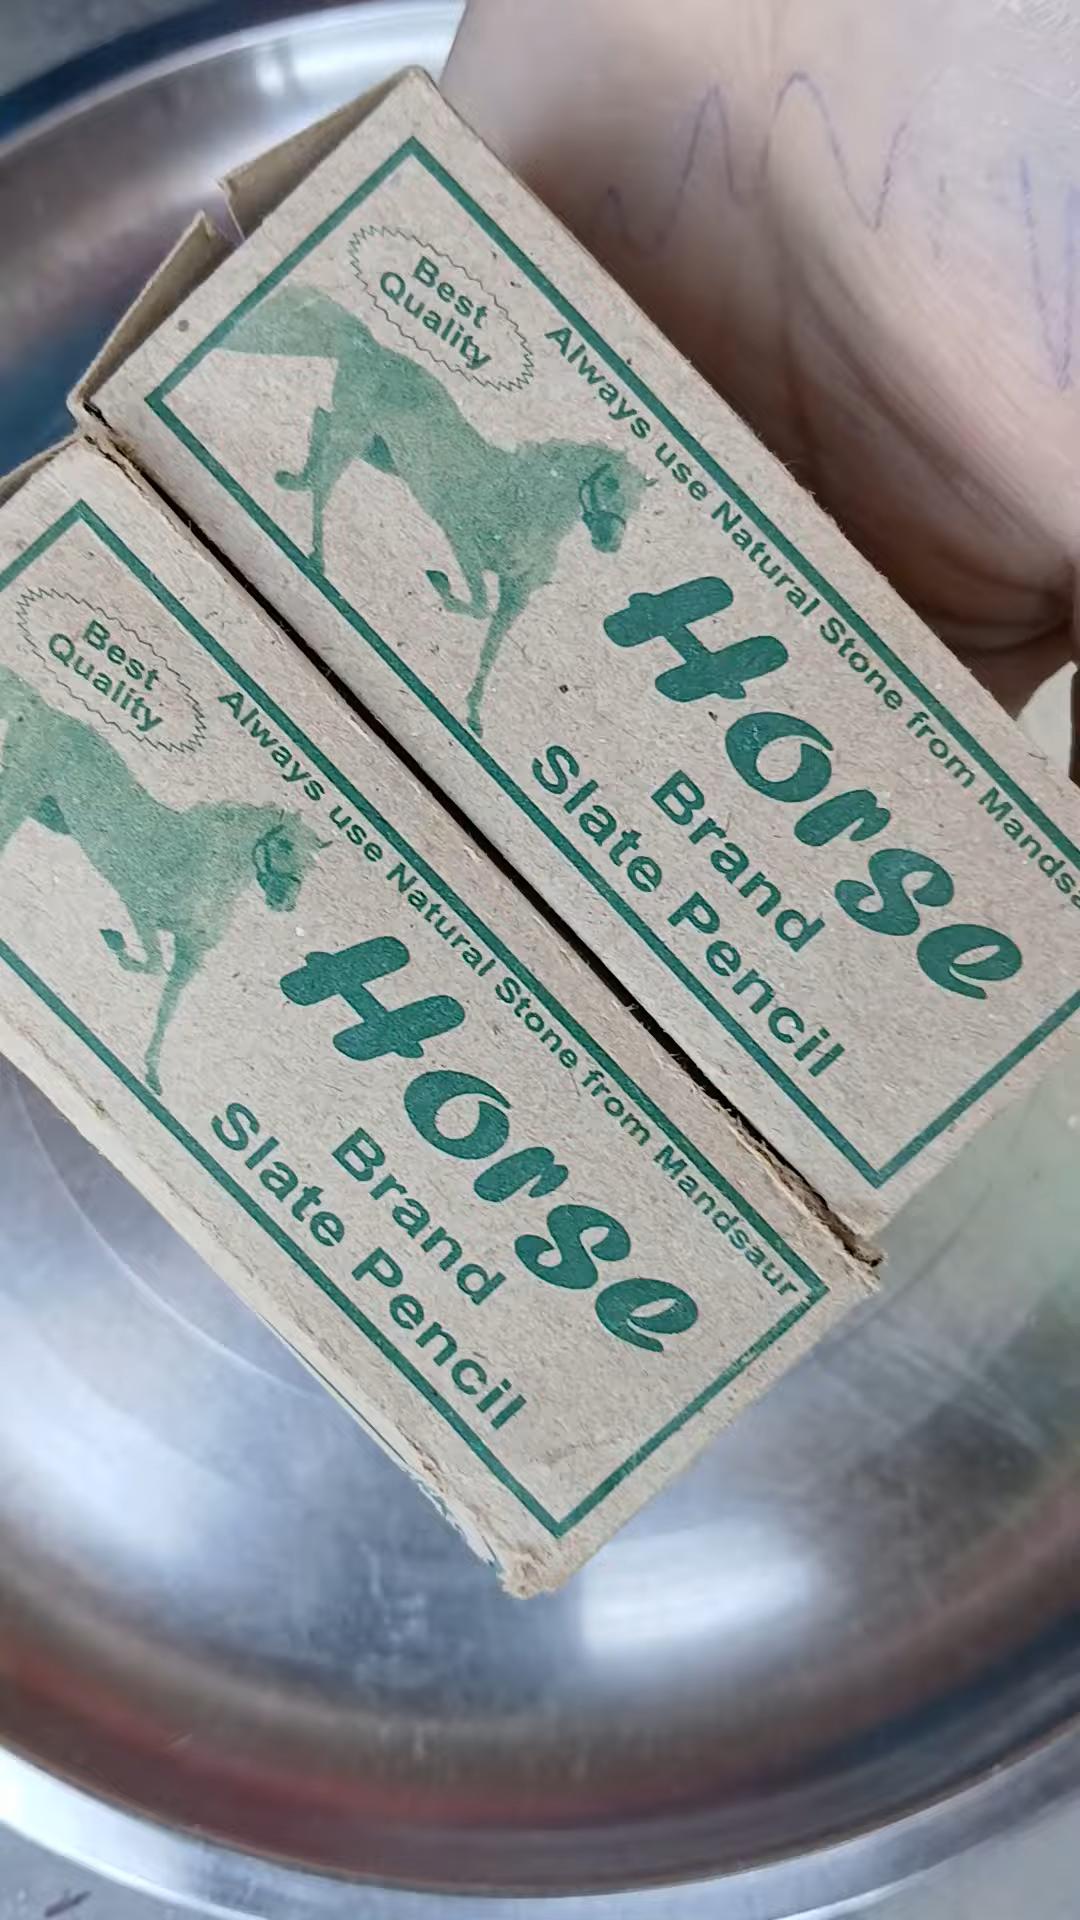 Best
Quality
Always use Natural Stone from Mandsa
Horse
Brand
Slate Pencil
Best
Quality
Always use Natural Stone from Mandsaur
Horse
Brand
Slate Pencil